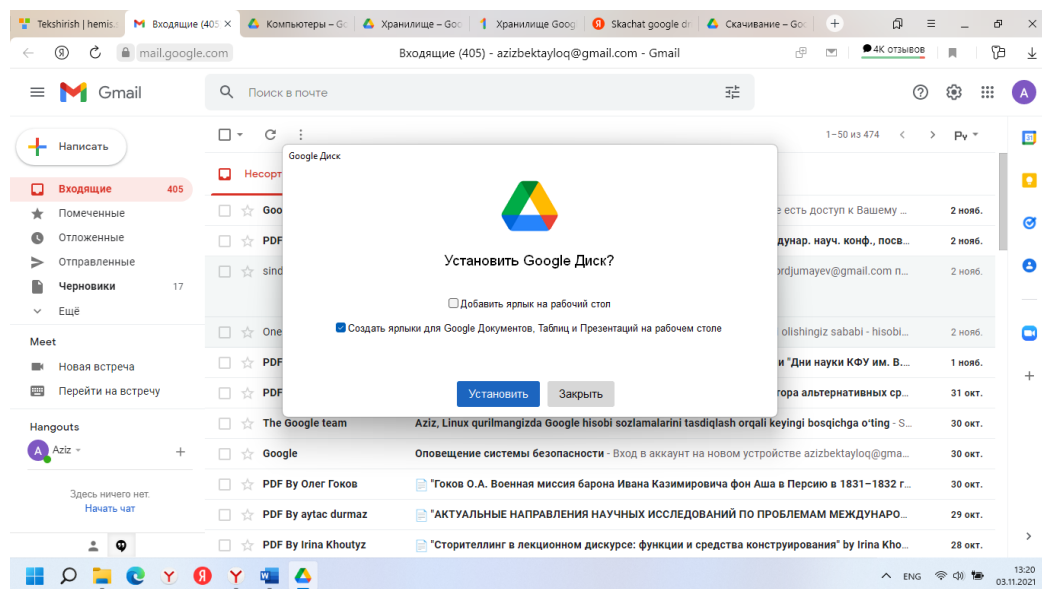 Tekshirish | hemis.
Входящие (405
Компьютеры – Go
Хранилище – Goo
Хранилище Googl
Skachat google dr
Скачивание – Goo
mail.google.com
Входящие (405) - azizbektayloq@gmail.com - Gmail
4K отзывов
Gmail
Поиск в почте
A
Написать
1–50 из 474
Ру
31
Входящие 405
Помеченные
Отложенные
Отправленные
Черновики 17
Ещё
Meet
Новая встреча
Перейти на встречу
Hangouts
A Aziz
Здесь ничего нет.
Начать чат
Несорт
Goo е есть доступ к Вашему ... 2 нояб.
PDF дунар. науч. конф., посв... 2 нояб.
sind ordjumayev@gmail.com п... 2 нояб.
One olishingiz sababi - hisobi... 2 нояб.
PDF и "Дни науки КФУ им. В.... 1 нояб.
PDF тора альтернативных ср... 31 окт.
The Google team Aziz, Linux qurilmangizda Google hisobi sozlamalarini tasdiqlash orqali keyingi bosqichga o'ting - S... 30 окт.
Google Оповещение системы безопасности - Вход в аккаунт на новом устройстве azizbektayloq@gma... 30 окт.
PDF By Олег Гоков "Гоков О.А. Военная миссия барона Ивана Казимировича фон Аша в Персию в 1831–1832 г... 30 окт.
PDF By aytac durmaz "АКТУАЛЬНЫЕ НАПРАВЛЕНИЯ НАУЧНЫХ ИССЛЕДОВАНИЙ ПО ПРОБЛЕМАМ МЕЖДУНАРО... 29 окт.
PDF By Irina Khoutyz "Сторителлинг в лекционном дискурсе: функции и средства конструирования" by Irina Kho... 28 окт.
Google Диск
Установить Google Диск?
Добавить ярлык на рабочий стол
Создать ярлыки для Google Документов, Таблиц и Презентаций на рабочем столе
Установить Закрыть
ENG
13:20
03.11.2021